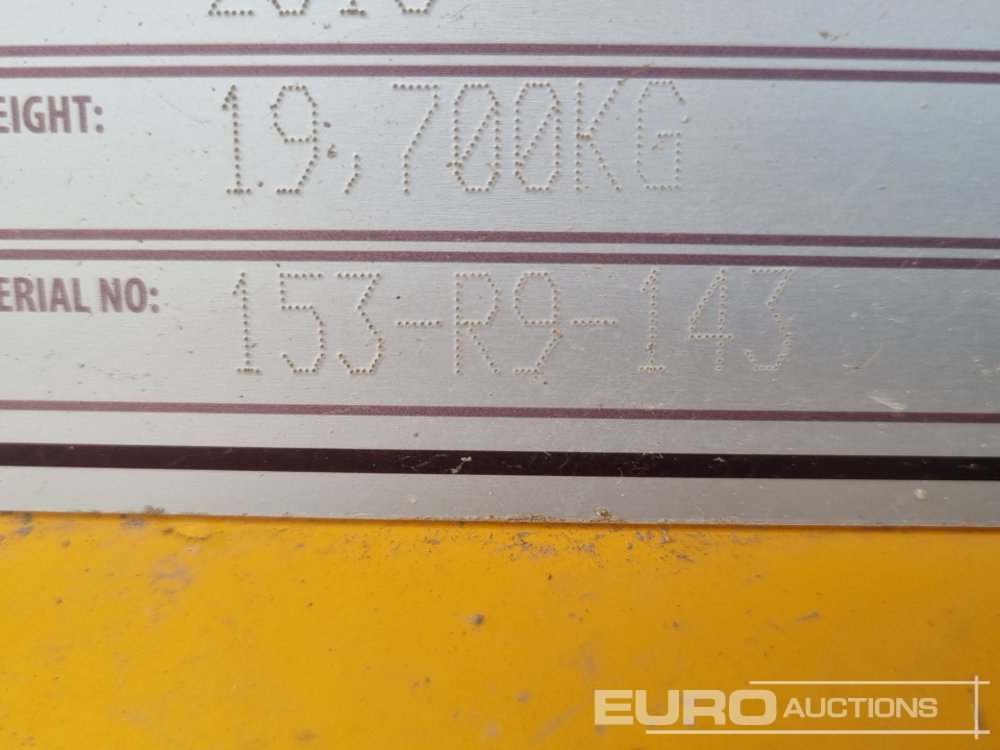 EIGHT: 19,700KG
ERIAL NO: 153-R9-143
EURO AUCTIONS